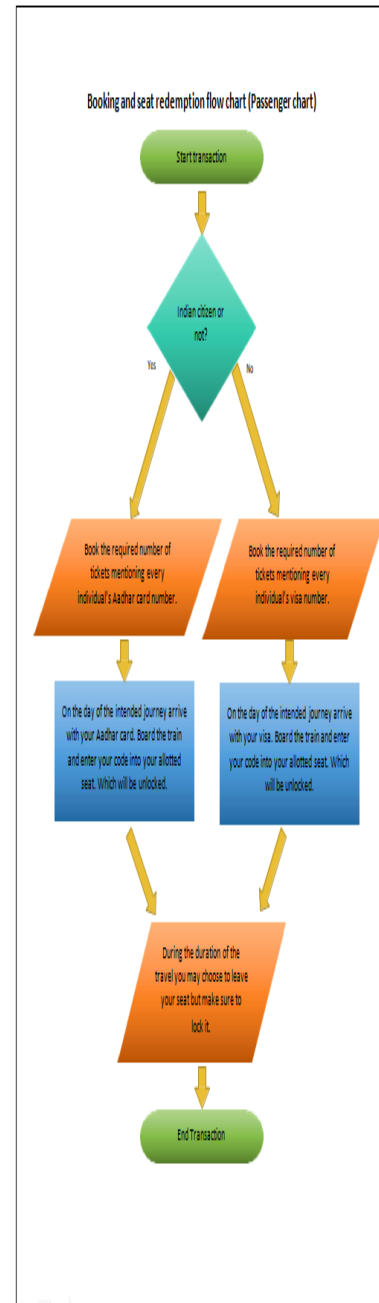 Booking and seat redemption flow chart (Passenger chart)
Start transaction
Indian citizen or
not?
Yes
No
Book the required number of
tickets mentioning every
individual's Aadhar card number.
Book the required number of
tickets mentioning every
individual's visa number.
On the day of the intended journey arrive
with your Aadhar card. Board the train
and enter your code into your allotted
seat. Which will be unlocked.
On the day of the intended journey arrive
with your visa. Board the train and enter
your code into your allotted seat. Which
will be unlocked.
During the duration of the
travel you may choose to leave
your seat but make sure to
lock it.
End Transaction